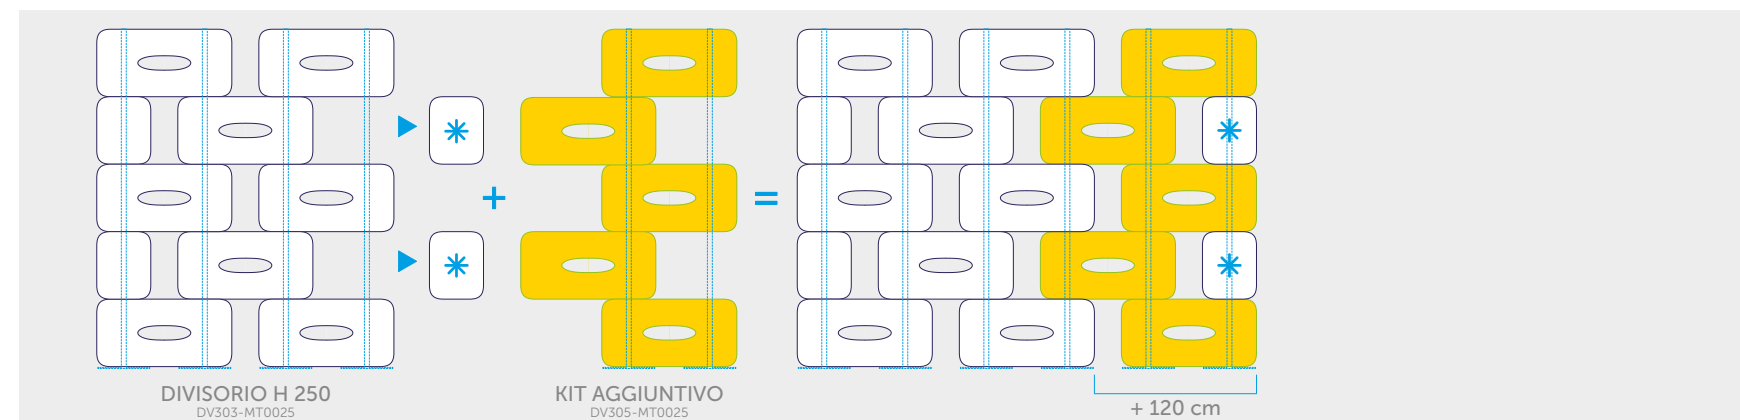 +
=
DIVISORIO H 250
DV303-MT0025
KIT AGGIUNTIVO
DV305-MT0025
+ 120 cm